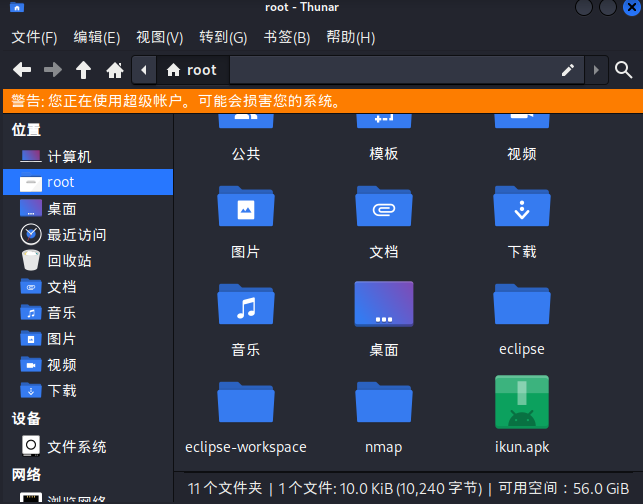 root - Thunar
文件(F) 编辑(E) 视图(V) 转到(G) 书签(B) 帮助(H)
root
警告: 您正在使用超级帐户。可能会损害您的系统。
位置
计算机
root
桌面
最近访问
回收站
文档
音乐
图片
视频
下载
设备
文件系统
网络
浏览网络
公共 模板 视频
图片 文档 下载
音乐 桌面 eclipse
eclipse-workspace nmap ikun.apk
11 个文件夹 | 1 个文件: 10.0 KiB (10,240 字节) | 可用空间：56.0 GiB